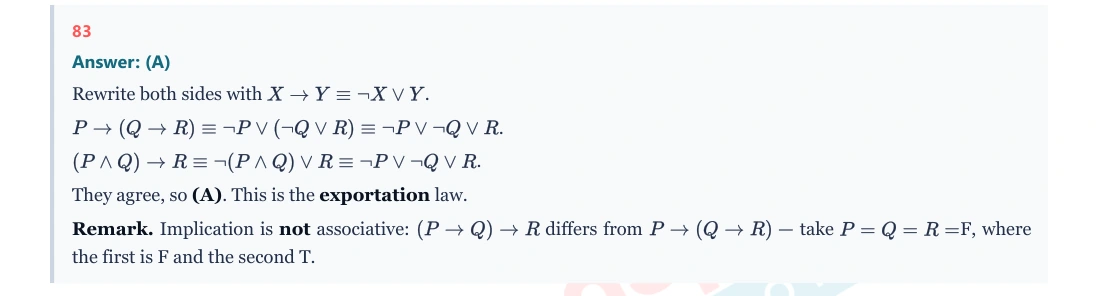 83
Answer: (A)
Rewrite both sides with X → Y ≡ ¬X ∨ Y.
P → (Q → R) ≡ ¬P ∨ (¬Q ∨ R) ≡ ¬P ∨ ¬Q ∨ R.
(P ∧ Q) → R ≡ ¬(P ∧ Q) ∨ R ≡ ¬P ∨ ¬Q ∨ R.
They agree, so (A). This is the exportation law.
Remark. Implication is not associative: (P → Q) → R differs from P → (Q → R) – take P = Q = R =F, where
the first is F and the second T.